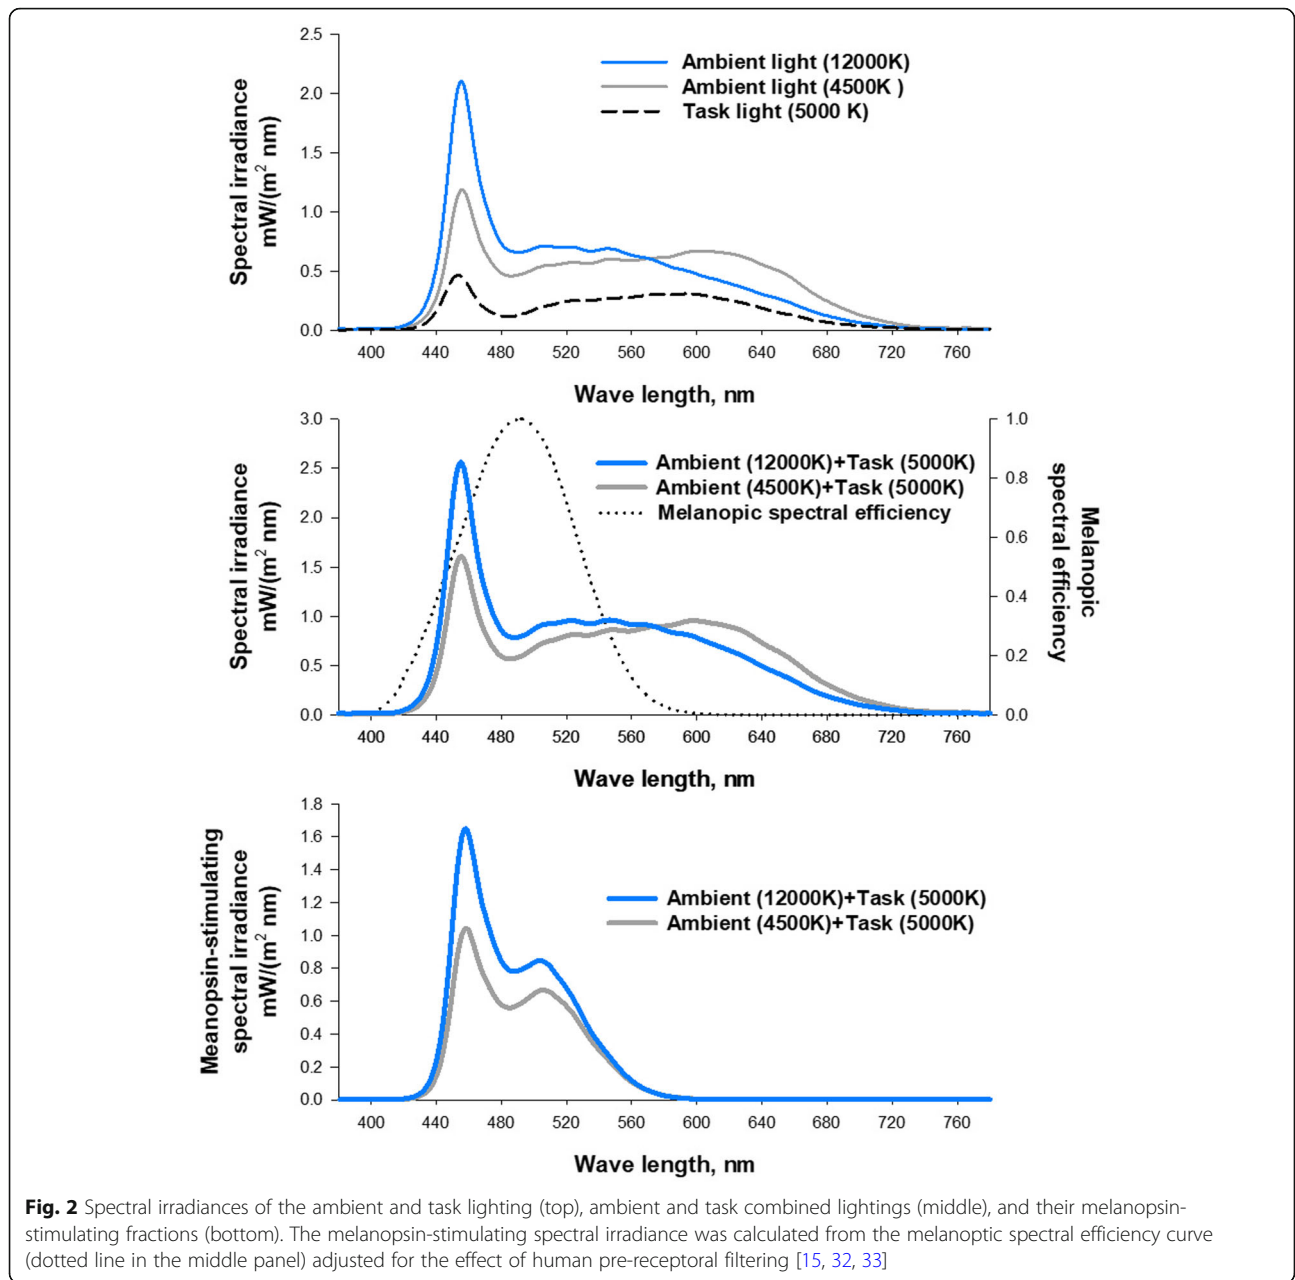 2.5
2.0
1.5
1.0
0.5
0.0
Spectral irradiance
mW/(m² nm)
Ambient light (12000K)
Ambient light (4500K )
Task light (5000 K)
400 440 480 520 560 600 640 680 720 760
Wave length, nm
3.0
2.5
2.0
1.5
1.0
0.5
0.0
Spectral irradiance
mW/(m² nm)
Ambient (12000K)+Task (5000K)
Ambient (4500K)+Task (5000K)
Melanopic spectral efficiency
1.0
0.8
0.6
0.4
0.2
0.0
Melanopic
spectral efficiency
400 440 480 520 560 600 640 680 720 760
Wave length, nm
1.8
1.6
1.4
1.2
1.0
0.8
0.6
0.4
0.2
0.0
Meanopsin-stimulating
spectral irradiance
mW/(m² nm)
Ambient (12000K)+Task (5000K)
Ambient (4500K)+Task (5000K)
400 440 480 520 560 600 640 680 720 760
Wave length, nm
Fig. 2 Spectral irradiances of the ambient and task lighting (top), ambient and task combined lightings (middle), and their melanopsin-
stimulating fractions (bottom). The melanopsin-stimulating spectral irradiance was calculated from the melanoptic spectral efficiency curve
(dotted line in the middle panel) adjusted for the effect of human pre-receptoral filtering [15, 32, 33]